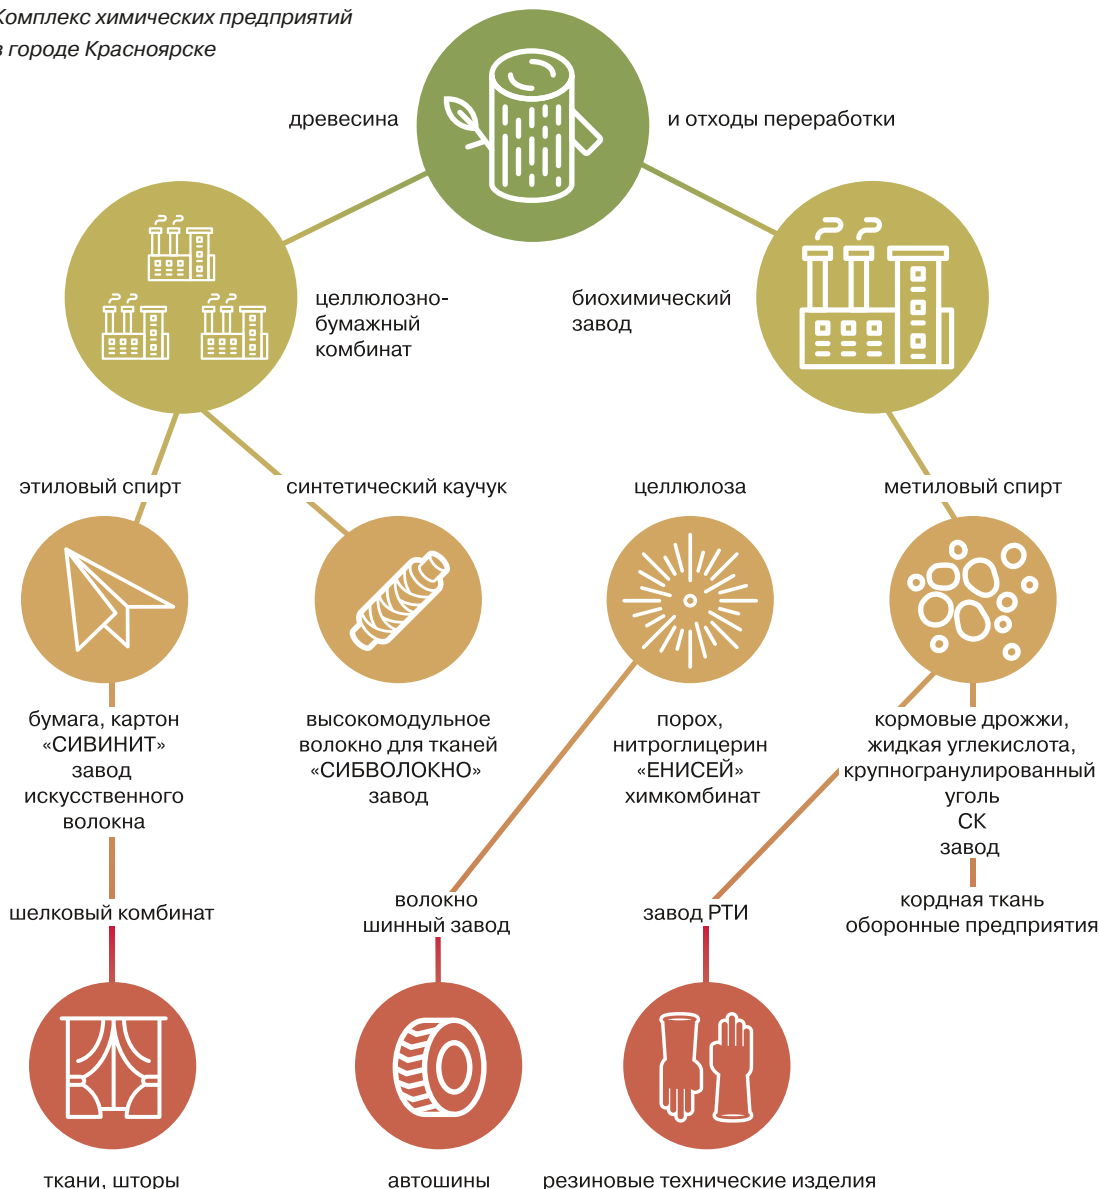 Комплекс химических предприятий
в городе Красноярске
древесина
и отходы переработки
целлюлозно-
бумажный
комбинат
биохимический
завод
этиловый спирт
синтетический каучук
целлюлоза
метиловый спирт
бумага, картон
«СИВИНИТ»
завод
искусственного
волокна
высокомодульное
волокно для тканей
«СИБВОЛОКНО»
завод
порох,
нитроглицерин
«ЕНИСЕЙ»
химкомбинат
кормовые дрожжи,
жидкая углекислота,
крупногранулированный
уголь
СК
завод
шелковый комбинат
волокно
шинный завод
завод РТИ
кордная ткань
оборонные предприятия
ткани, шторы
автошины
резиновые технические изделия